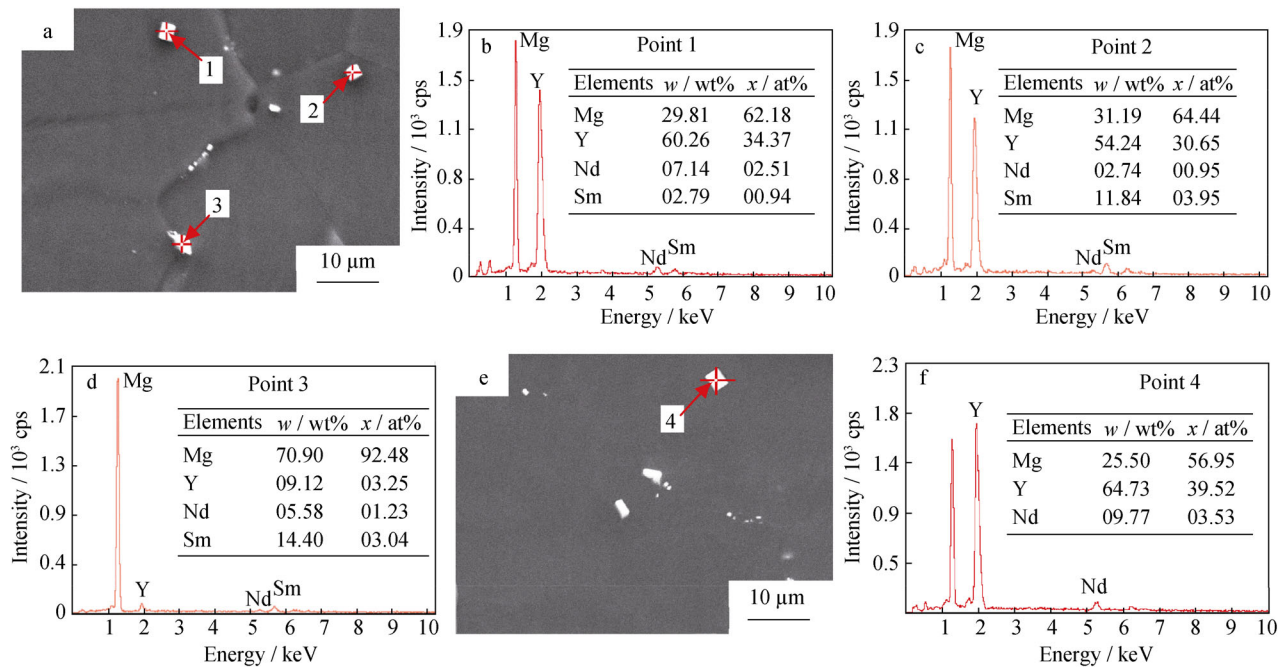 a
1
2
3
10 μm
b
Point 1
Mg
Y
Nd Sm
Elements w / wt% x / at%
Mg 29.81 62.18
Y 60.26 34.37
Nd 07.14 02.51
Sm 02.79 00.94
Intensity / 10³ cps
1.9
1.5
1.1
0.8
0.4
0
1 2 3 4 5 6 7 8 9 10
Energy / keV
c
Point 2
Mg
Y
Nd Sm
Elements w / wt% x / at%
Mg 31.19 64.44
Y 54.24 30.65
Nd 02.74 00.95
Sm 11.84 03.95
Intensity / 10³ cps
1.9
1.5
1.1
0.8
0.4
0
1 2 3 4 5 6 7 8 9 10
Energy / keV
d
Point 3
Mg
Y
Nd Sm
Elements w / wt% x / at%
Mg 70.90 92.48
Y 09.12 03.25
Nd 05.58 01.23
Sm 14.40 03.04
Intensity / 10³ cps
2.1
1.7
1.3
0.8
0.4
0
1 2 3 4 5 6 7 8 9 10
Energy / keV
e
4
10 μm
f
Point 4
Y
Nd
Elements w / wt% x / at%
Mg 25.50 56.95
Y 64.73 39.52
Nd 09.77 03.53
Intensity / 10³ cps
2.3
1.8
1.4
0.9
0.5
0
1 2 3 4 5 6 7 8 9 10
Energy / keV